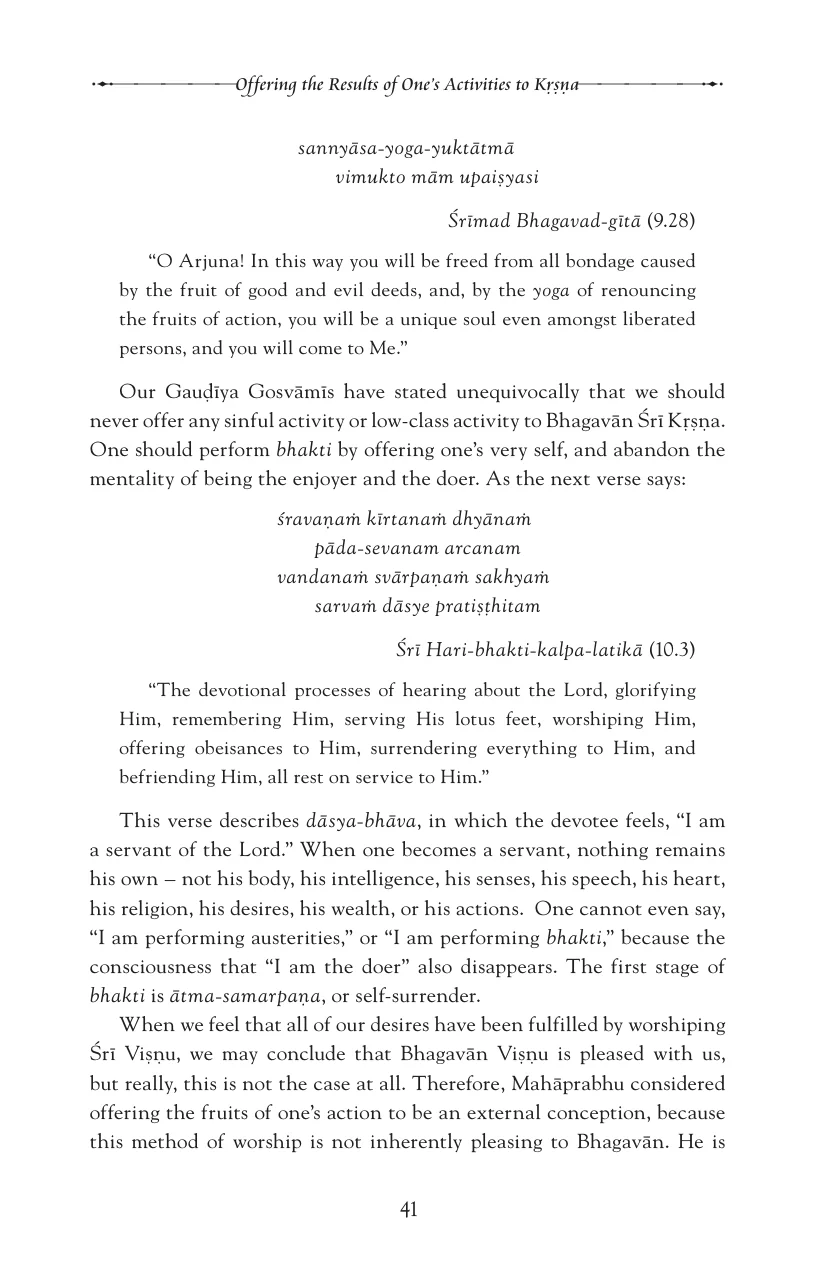 Offering the Results of One's Activities to Kṛṣṇa
sannyāsa-yoga-yuktātmā
vimukto mām upaiṣyasi
Śrīmad Bhagavad-gītā (9.28)
“O Arjuna! In this way you will be freed from all bondage caused
by the fruit of good and evil deeds, and, by the yoga of renouncing
the fruits of action, you will be a unique soul even amongst liberated
persons, and you will come to Me.”
Our Gauḍīya Gosvāmīs have stated unequivocally that we should
never offer any sinful activity or low-class activity to Bhagavān Śrī Kṛṣṇa.
One should perform bhakti by offering one’s very self, and abandon the
mentality of being the enjoyer and the doer. As the next verse says:
śravaṇaṁ kīrtanaṁ dhyānaṁ
pāda-sevanam arcanam
vandanaṁ svārpaṇaṁ sakhyaṁ
sarvaṁ dāsye pratiṣṭhitam
Śrī Hari-bhakti-kalpa-latikā (10.3)
“The devotional processes of hearing about the Lord, glorifying
Him, remembering Him, serving His lotus feet, worshiping Him,
offering obeisances to Him, surrendering everything to Him, and
befriending Him, all rest on service to Him.”
This verse describes dāsya-bhāva, in which the devotee feels, “I am
a servant of the Lord.” When one becomes a servant, nothing remains
his own – not his body, his intelligence, his senses, his speech, his heart,
his religion, his desires, his wealth, or his actions. One cannot even say,
“I am performing austerities,” or “I am performing bhakti,” because the
consciousness that “I am the doer” also disappears. The first stage of
bhakti is ātma-samarpaṇa, or self-surrender.
When we feel that all of our desires have been fulfilled by worshiping
Śrī Viṣṇu, we may conclude that Bhagavān Viṣṇu is pleased with us,
but really, this is not the case at all. Therefore, Mahāprabhu considered
offering the fruits of one’s action to be an external conception, because
this method of worship is not inherently pleasing to Bhagavān. He is
41